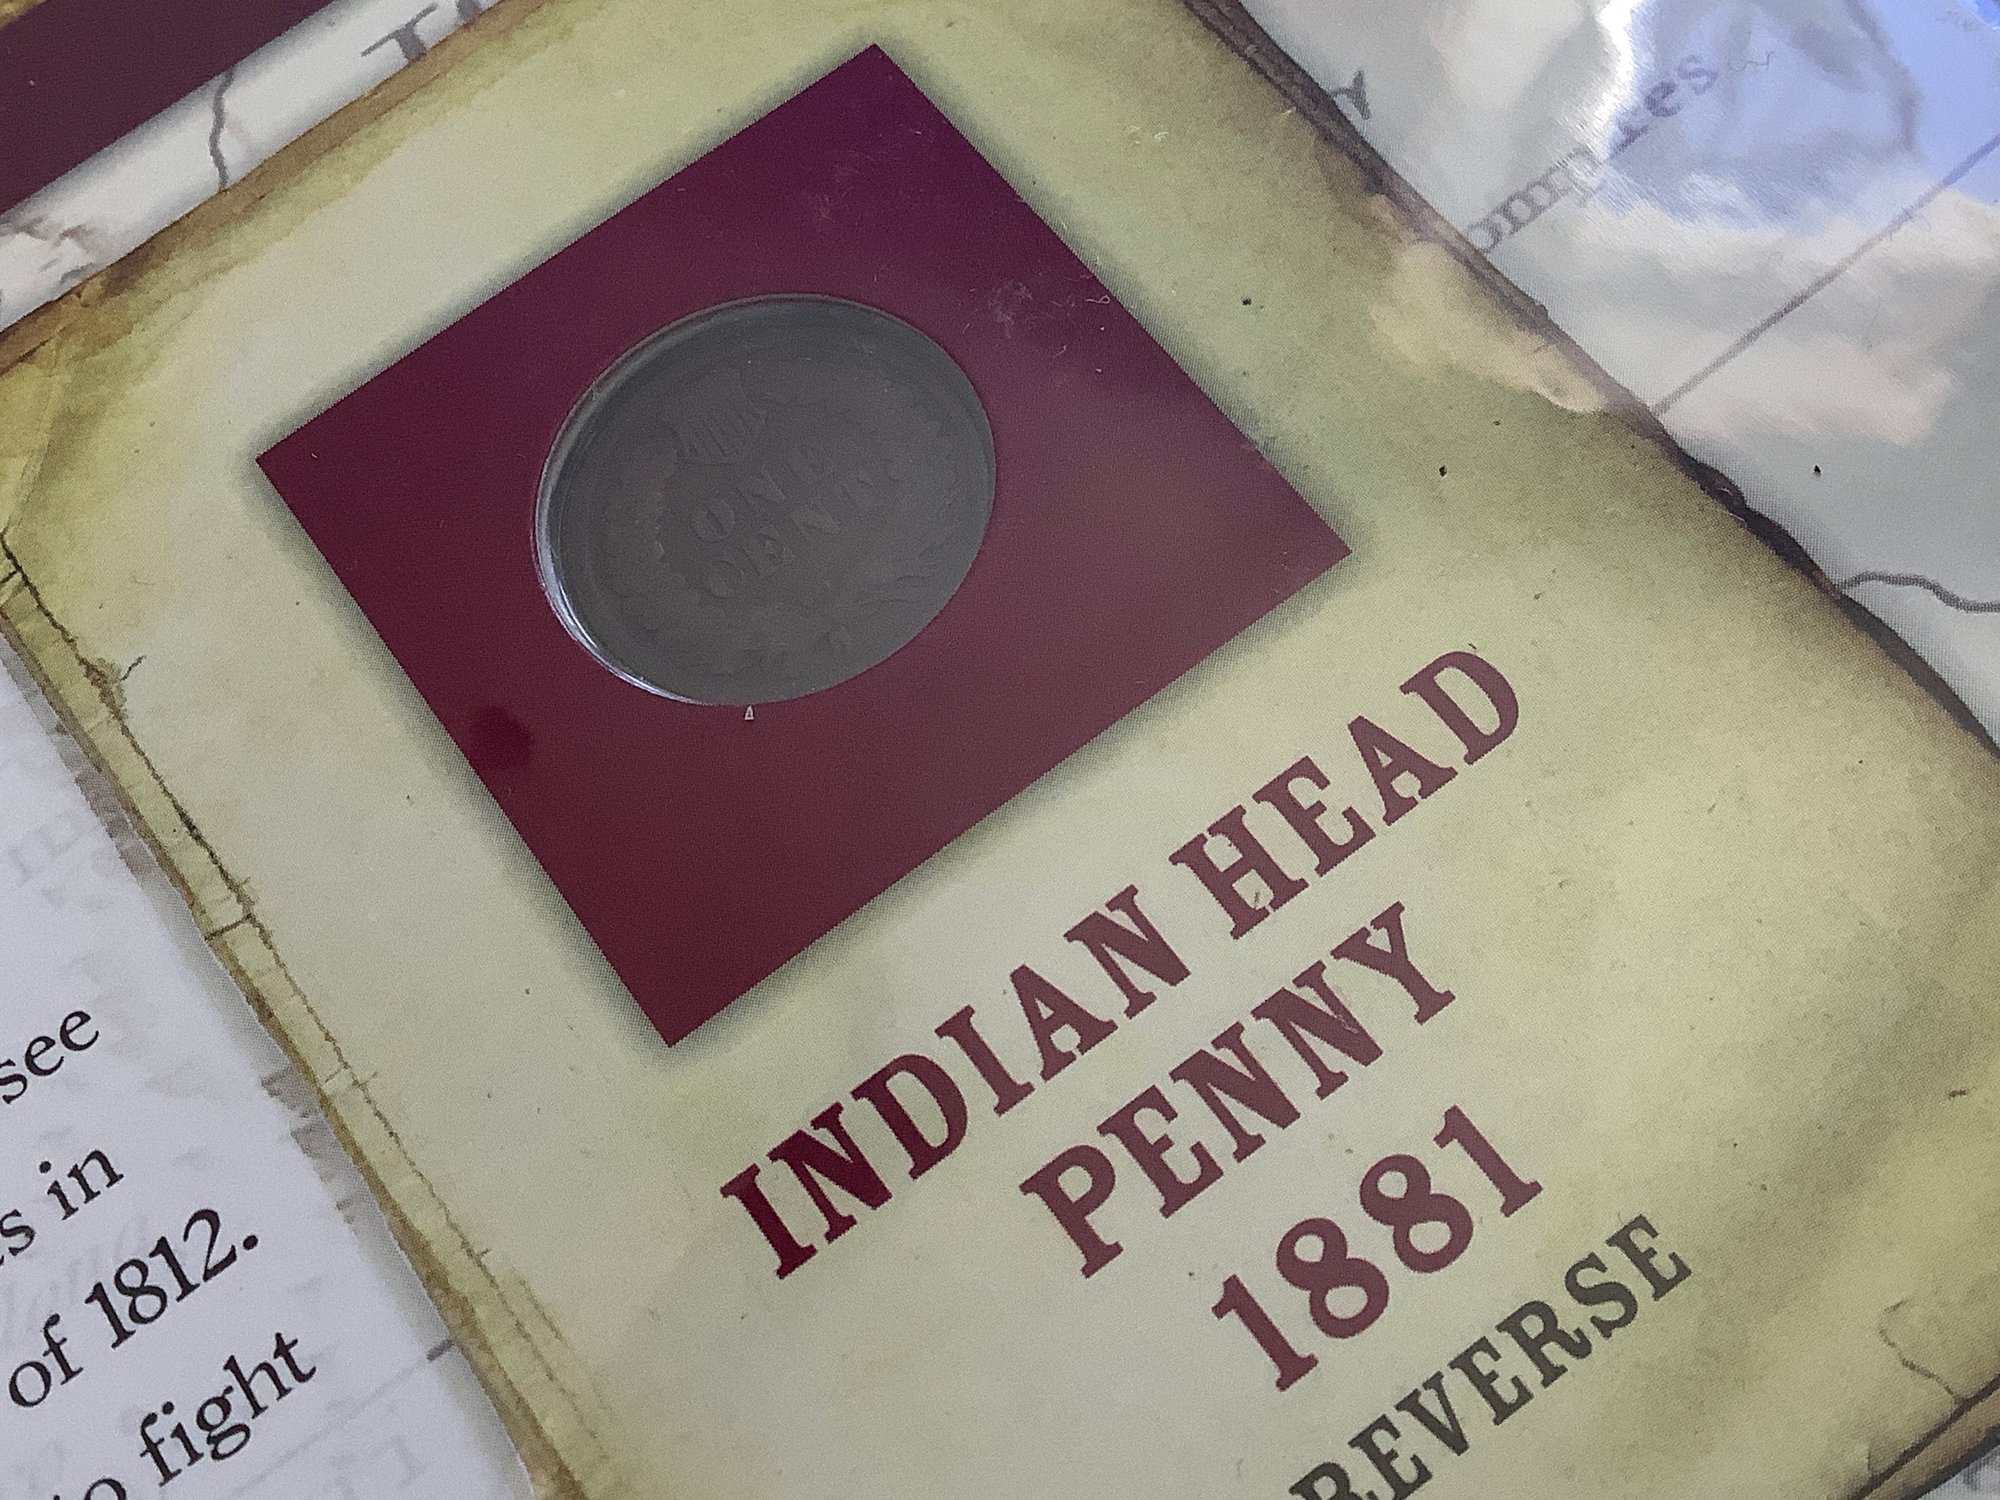 ONE
CENT
INDIAN HEAD
PENNY
1881
REVERSE
see
in
of 1812.
fight